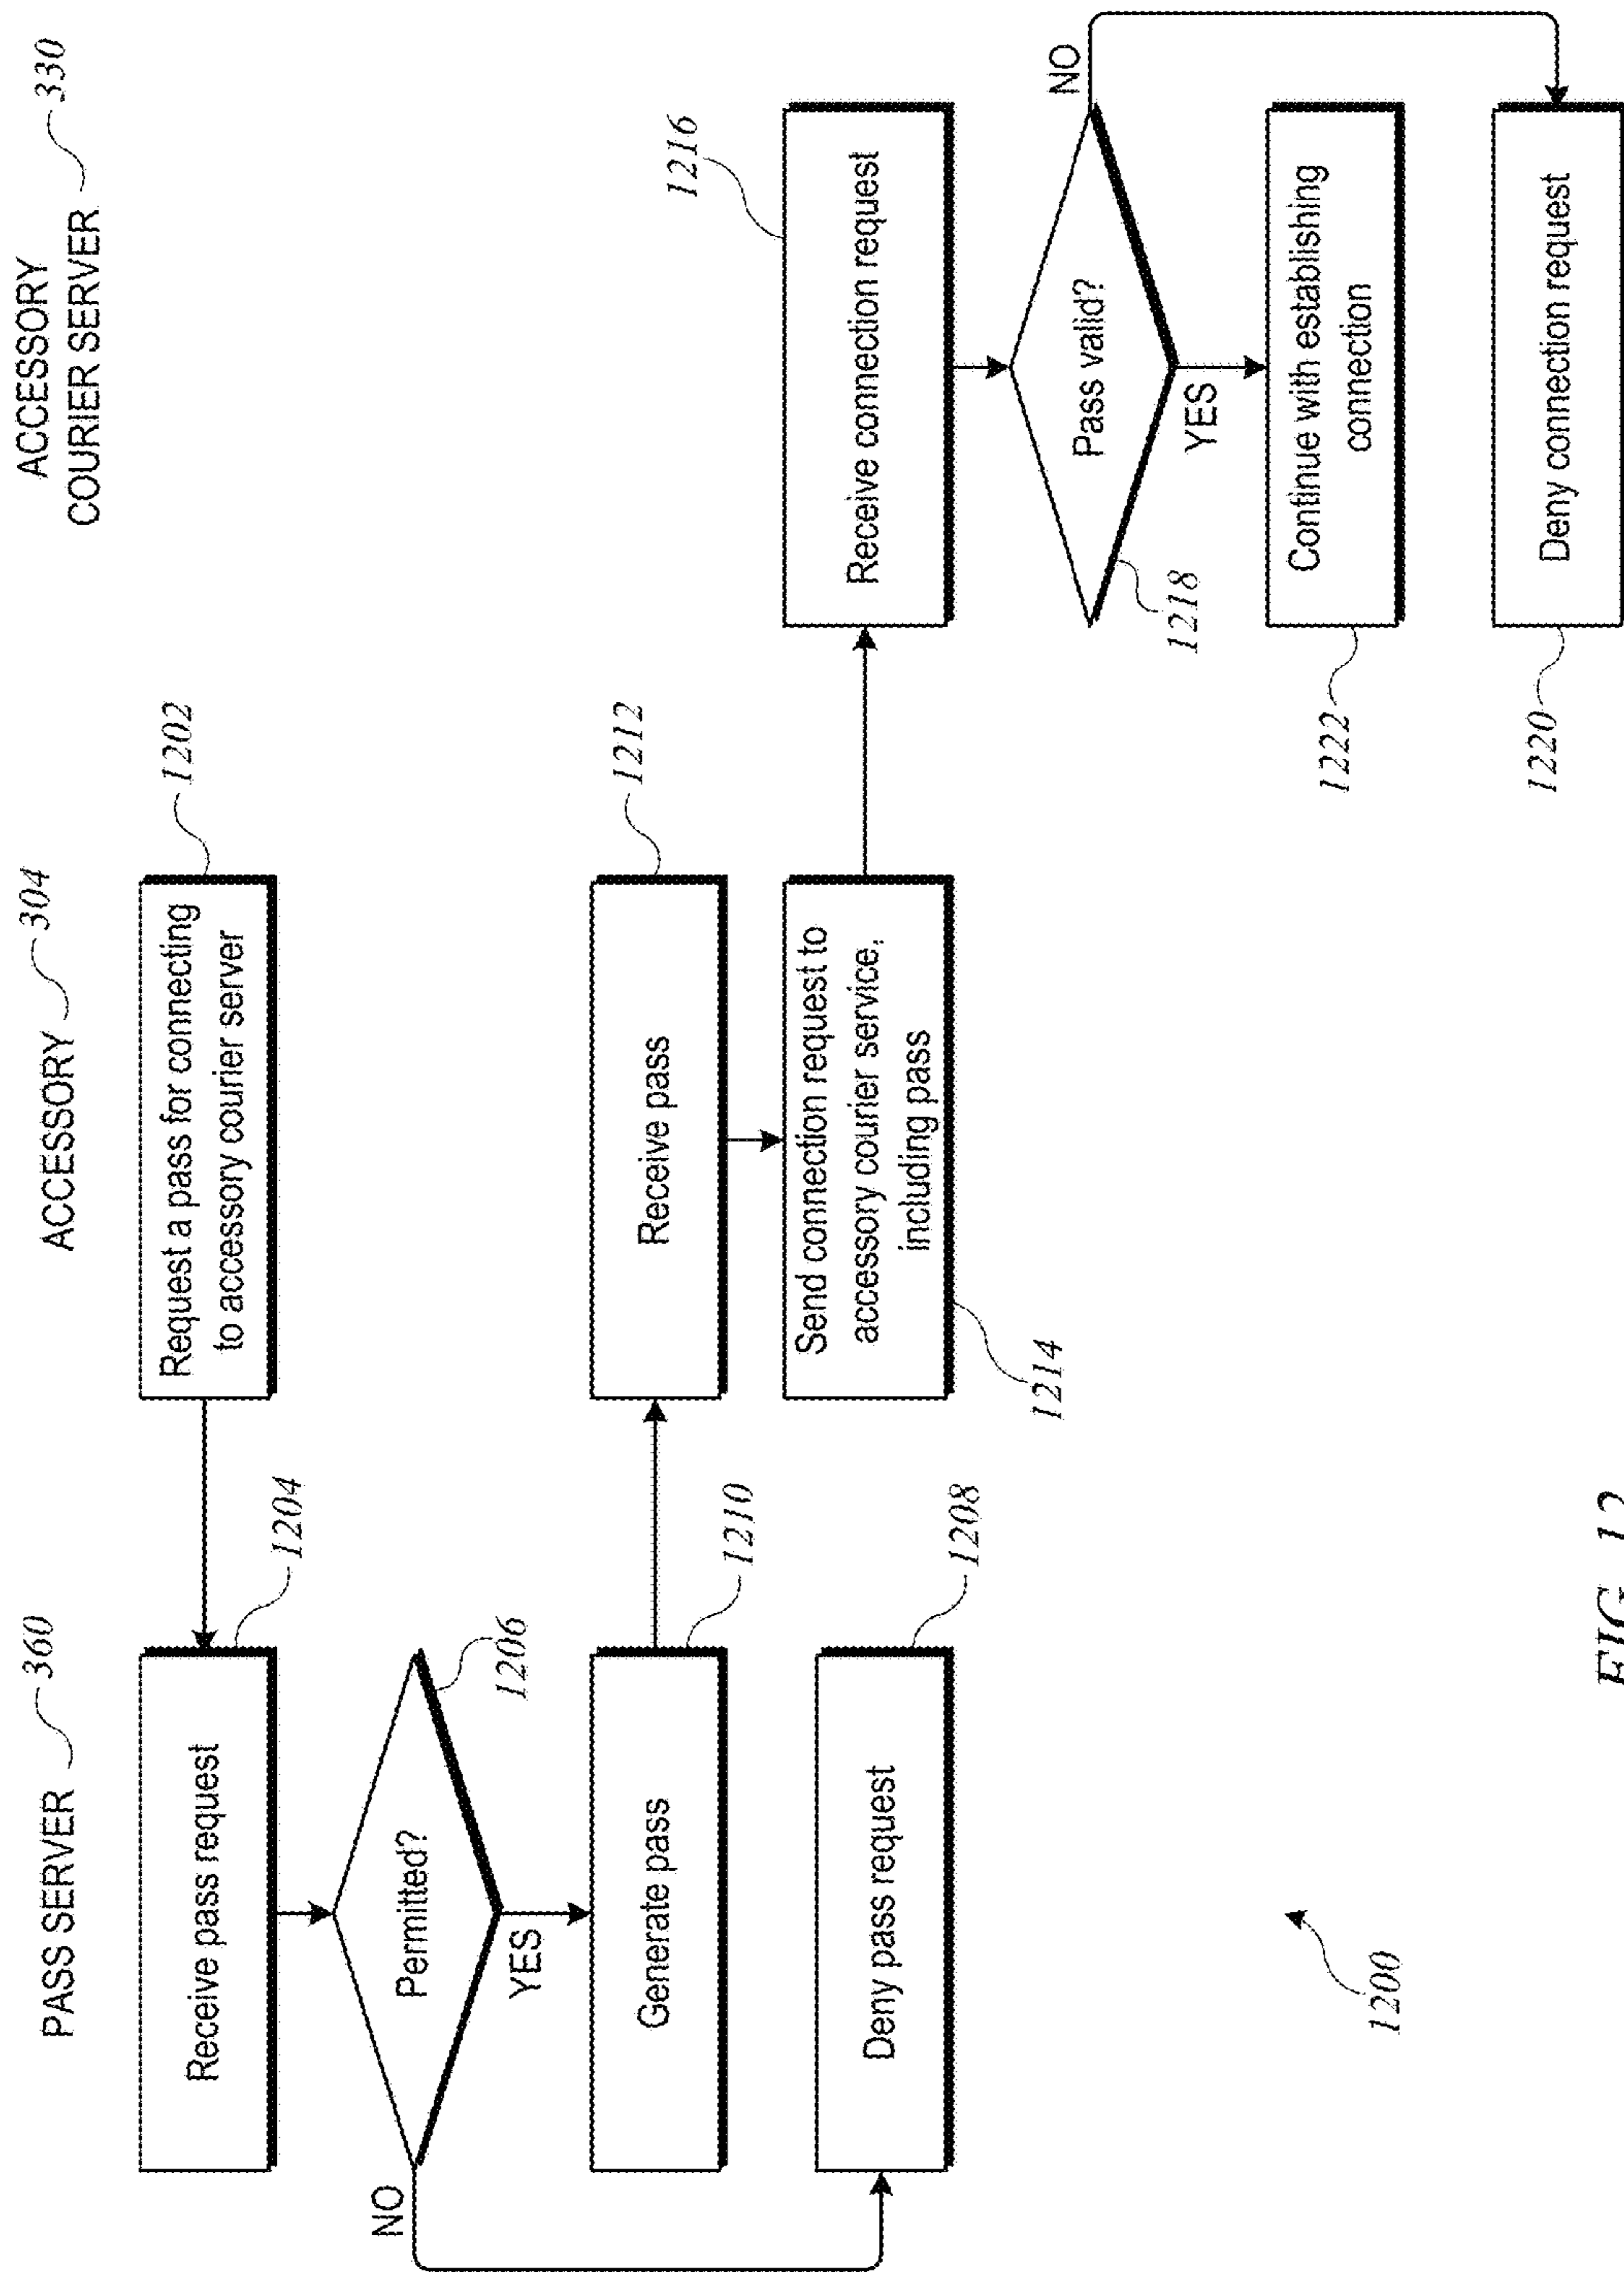 PASS SERVER 360
ACCESSORY 304
ACCESSORY
COURIER SERVER 330
Request a pass for connecting
to accessory courier server
1202
Receive pass request
1204
Permitted?
1206
NO
YES
Generate pass
1210
Receive pass
1212
Deny pass request
1208
Send connection request to
accessory courier service,
including pass
1214
Receive connection request
1216
Pass valid?
1218
NO
YES
Continue with establishing
connection
1222
Deny connection request
1220
1200
FIG. 12